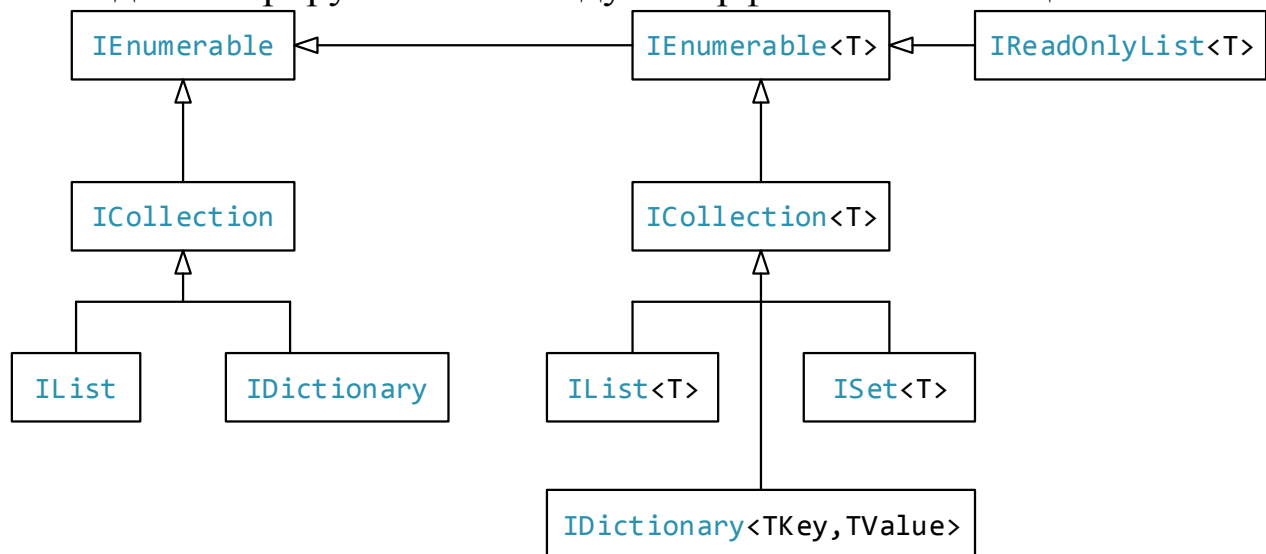 IEnumerable
IEnumerable<T>
IReadOnlyList<T>
ICollection
ICollection<T>
IList
IDictionary
IList<T>
ISet<T>
IDictionary<TKey,TValue>